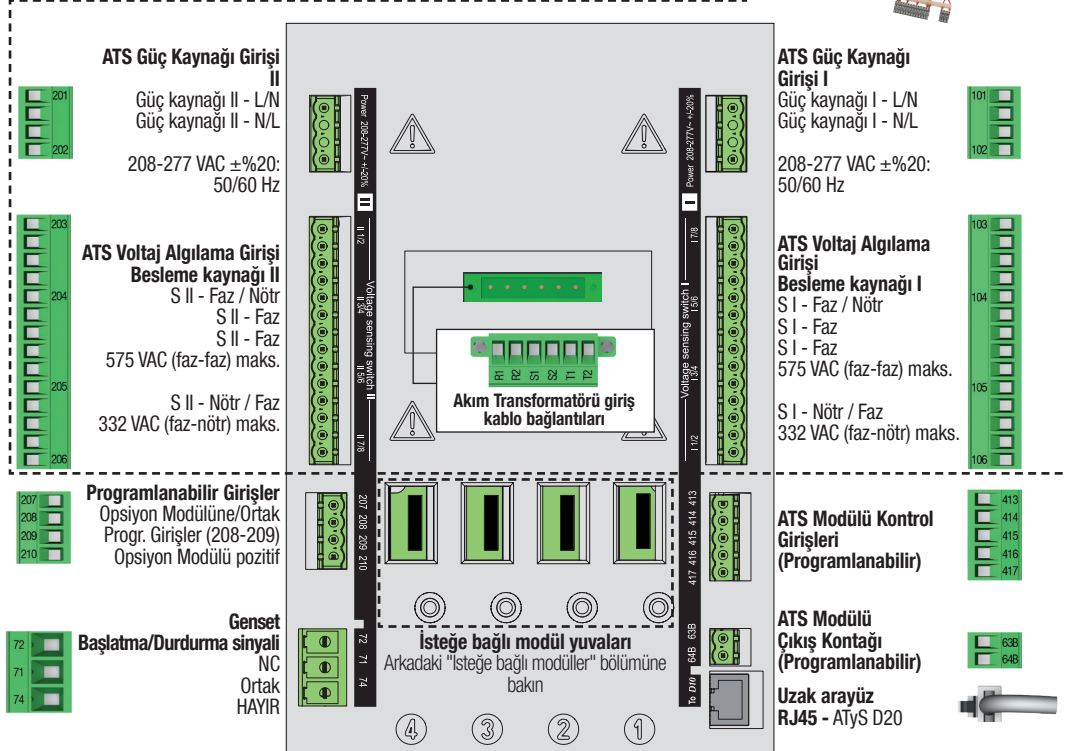 ATS Güç Kaynağı Girişi
II
Güç kaynağı II - L/N
Güç kaynağı II - N/L
208-277 VAC ±%20:
50/60 Hz
201
202
ATS Voltaj Algılama Girişi
Besleme kaynağı II
S II - Faz / Nötr
S II - Faz
S II - Faz
575 VAC (faz-faz) maks.
S II - Nötr / Faz
332 VAC (faz-nötr) maks.
203
204
205
206
Programlanabilir Girişler
Opsiyon Modülüne/Ortak
Progr. Girişler (208-209)
Opsiyon Modülü pozitif
207
208
209
210
Genset
Başlatma/Durdurma sinyali
NC
Ortak
HAYIR
72
71
74
Power 208-277V~ +/-20%
II
II 1/2
II 3/4
II 5/6
II 7/8
Voltage sensing switch II
207 208 209 210
72 71 74
R1 R2 S1 S2 T1 T2
Akım Transformatörü giriş
kablo bağlantıları
İsteğe bağlı modül yuvaları
Arkadaki "İsteğe bağlı modüller" bölümüne
bakın
4 3 2 1
Power 208-277V~ +/-20%
I
I 7/8
I 5/6
I 3/4
I 1/2
Voltage sensing switch I
417 416 415 414 413
64B 63B
To D10
ATS Güç Kaynağı
Girişi I
Güç kaynağı I - L/N
Güç kaynağı I - N/L
208-277 VAC ±%20:
50/60 Hz
101
102
ATS Voltaj Algılama
Girişi
Besleme kaynağı I
S I - Faz / Nötr
S I - Faz
S I - Faz
575 VAC (faz-faz) maks.
S I - Nötr / Faz
332 VAC (faz-nötr) maks.
103
104
105
106
ATS Modülü Kontrol
Girişleri
(Programlanabilir)
413
414
415
416
417
ATS Modülü
Çıkış Kontağı
(Programlanabilir)
63B
64B
Uzak arayüz
RJ45 - ATyS D20